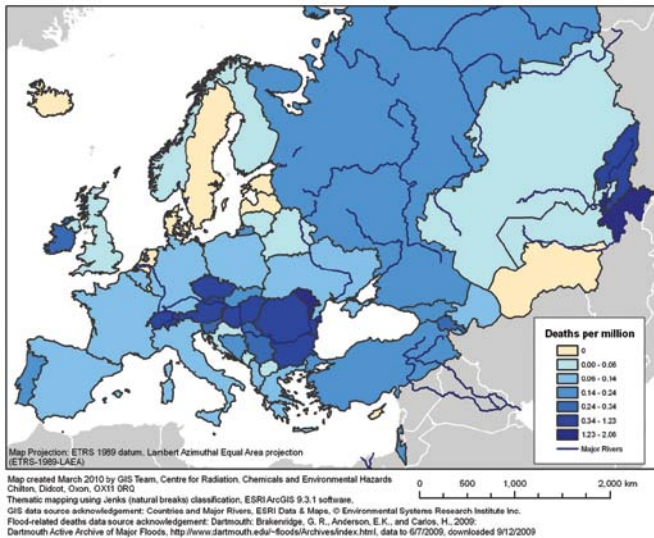 Deaths per million
0
0.00 - 0.06
0.06 - 0.14
0.14 - 0.24
0.24 - 0.34
0.34 - 1.23
1.23 - 2.08
Major Rivers
Map Projection: ETRS 1989 datum, Lambert Azimuthal Equal Area projection
(ETRS-1989-LAEA)
Map created March 2010 by GIS Team, Centre for Radiation, Chemicals and Environmental Hazards
Chilton, Didcot, Oxon, OX11 0RQ
Thematic mapping using Jenks (natural breaks) classification, ESRI ArcGIS 9.3.1 software.
GIS data source acknowledgement: Countries and Major Rivers, ESRI Data & Maps, © Environmental Systems Research Institute Inc.
Flood-related deaths data source acknowledgement: Dartmouth: Brakenridge, G. R., Anderson, E.K., and Carlos, H., 2009:
Dartmouth Active Archive of Major Floods, http://www.dartmouth.edu/~floods/Archives/index.html, data to 6/7/2009, downloaded 9/12/2009
0 500 1,000 2,000 km